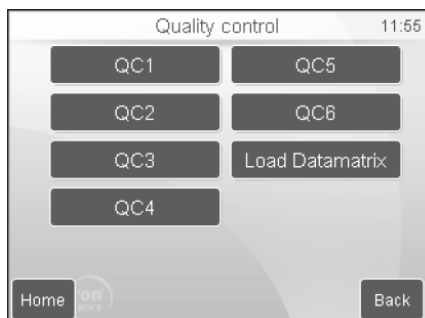 Quality control 11:55
QC1 QC5
QC2 QC6
QC3 Load Datamatrix
QC4
Home Back